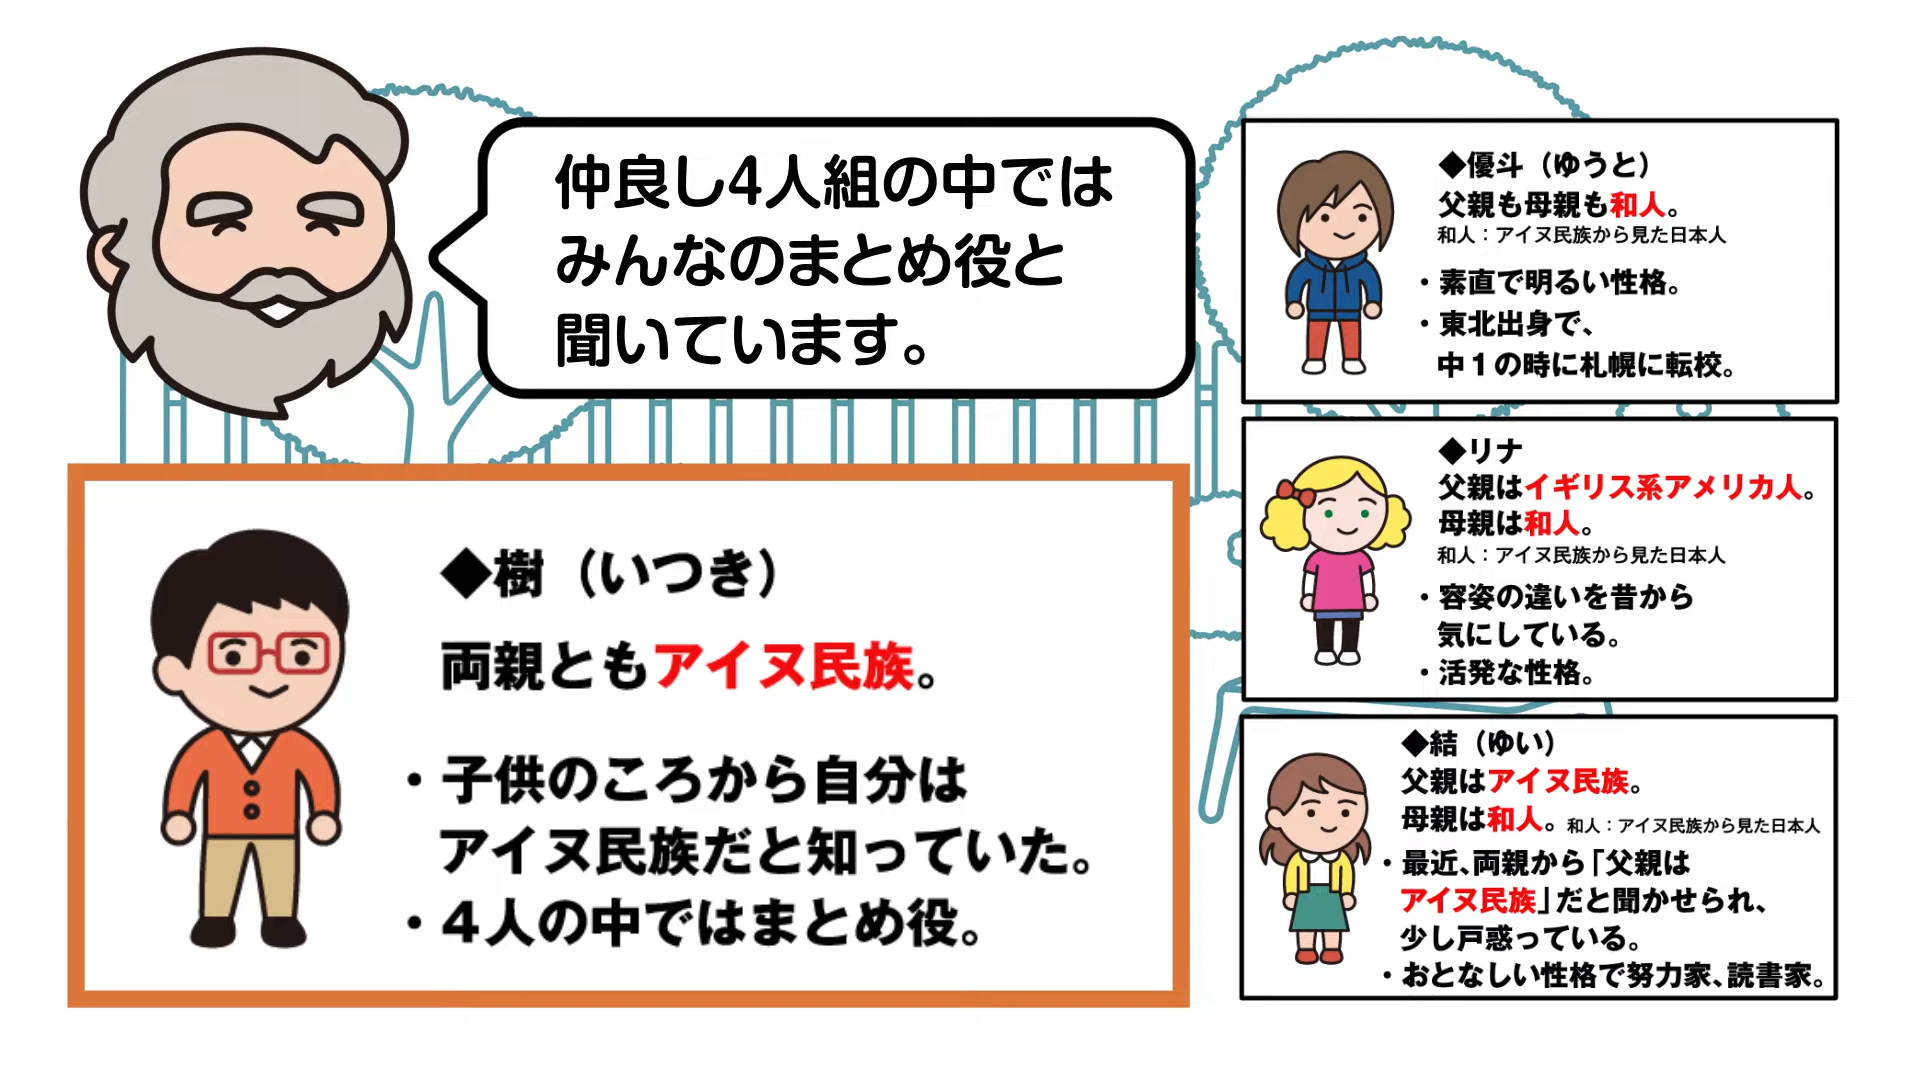 仲良し4人組の中では
みんなのまとめ役と
聞いています。
◆樹（いつき）
両親ともアイヌ民族。
・子供のころから自分は
アイヌ民族だと知っていた。
・４人の中ではまとめ役。
◆優斗（ゆうと）
父親も母親も和人。
和人：アイヌ民族から見た日本人
・素直で明るい性格。
・東北出身で、
中１の時に札幌に転校。
◆リナ
父親はイギリス系アメリカ人。
母親は和人。
和人：アイヌ民族から見た日本人
・容姿の違いを昔から
気にしている。
・活発な性格。
◆結（ゆい）
父親はアイヌ民族。
母親は和人。和人：アイヌ民族から見た日本人
・最近、両親から「父親は
アイヌ民族」だと聞かせられ、
少し戸惑っている。
・おとなしい性格で努力家、読書家。